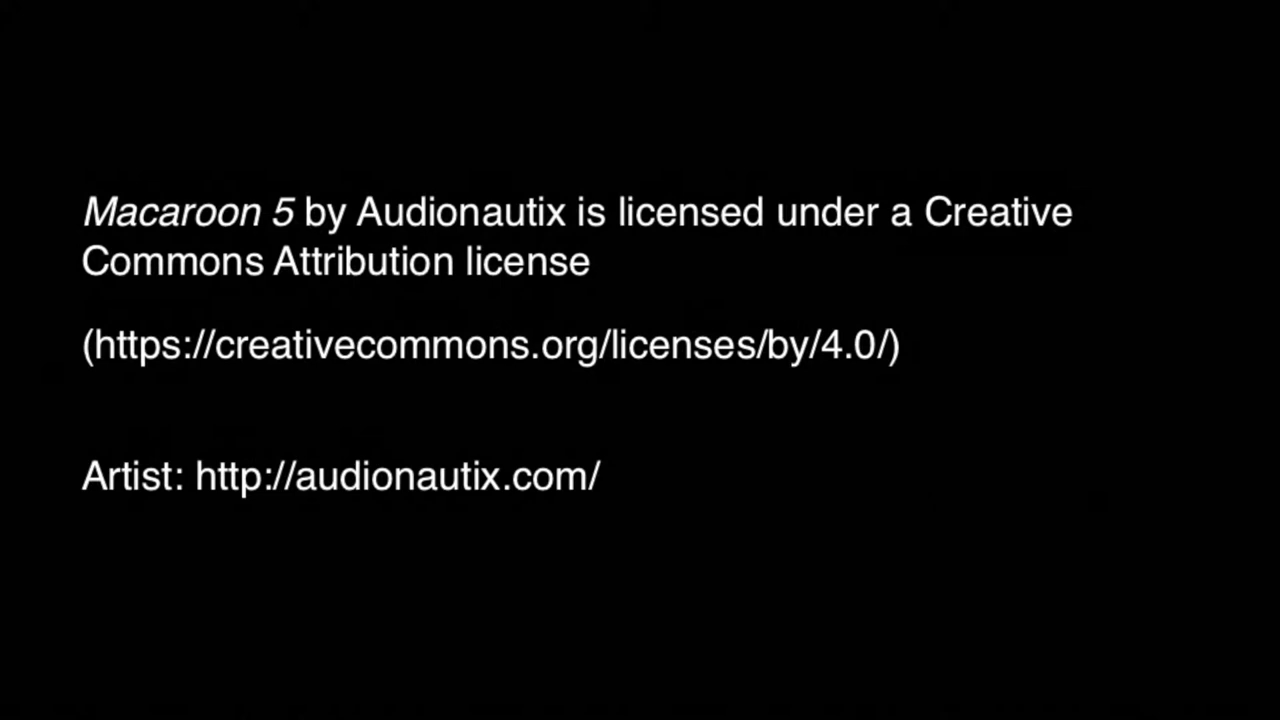 Macaroon 5 by Audionautix is licensed under a Creative
Commons Attribution license
(https://creativecommons.org/licenses/by/4.0/)
Artist: http://audionautix.com/